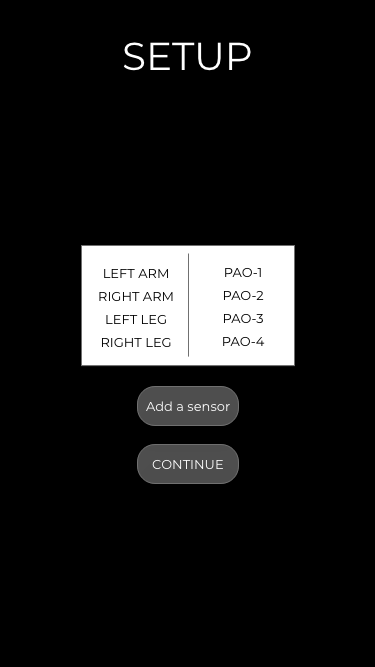 SETUP
LEFT ARM PAO-1
RIGHT ARM PAO-2
LEFT LEG PAO-3
RIGHT LEG PAO-4
Add a sensor
CONTINUE